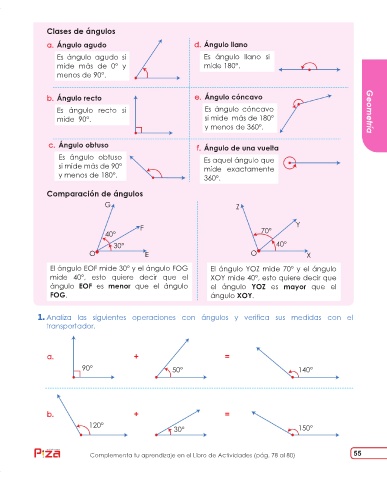 Clases de ángulos
a. Ángulo agudo
Es ángulo agudo si
mide más de 0° y
menos de 90°.
d. Ángulo llano
Es ángulo llano si
mide 180°.
b. Ángulo recto
Es ángulo recto si
mide 90°.
e. Ángulo cóncavo
Es ángulo cóncavo
si mide más de 180°
y menos de 360°.
c. Ángulo obtuso
Es ángulo obtuso
si mide más de 90°
y menos de 180°.
f. Ángulo de una vuelta
Es aquel ángulo que
mide exactamente
360°.
Geometría
Comparación de ángulos
G
F
40°
30°
O
E
Z
Y
70°
40°
O
X
El ángulo EOF mide 30° y el ángulo FOG
mide 40°, esto quiere decir que el
ángulo EOF es menor que el ángulo
FOG.
El ángulo YOZ mide 70° y el ángulo
XOY mide 40°, esto quiere decir que
el ángulo YOZ es mayor que el
ángulo XOY.
1. Analiza las siguientes operaciones con ángulos y verifica sus medidas con el
transportador.
a. + =
90° 50° 140°
b. + =
120° 30° 150°
Pizza
Complementa tu aprendizaje en el Libro de Actividades (pág. 78 al 80)
55